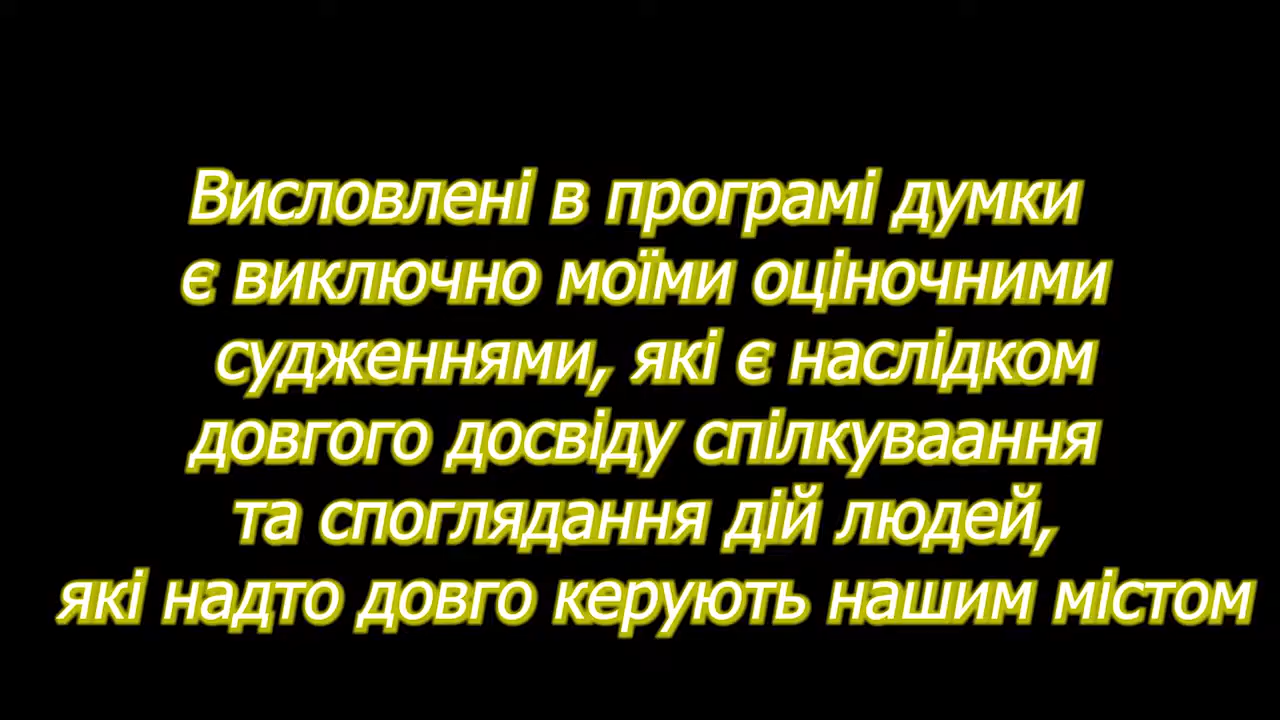 Висловлені в програмі думки
є виключно моїми оціночними
судженнями, які є наслідком
довгого досвіду спілкуваання
та споглядання дій людей,
які надто довго керують нашим містом